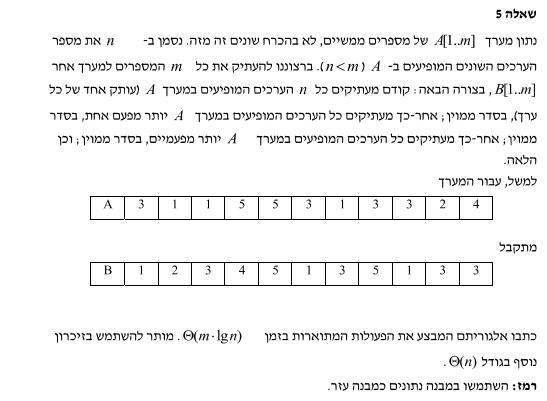 שאלה 5
נתון מערך A[1..m] של מספרים ממשיים, לא בהכרח שונים זה מזה. נסמן ב- n את מספר
הערכים השונים המופיעים ב- A (n<m). ברצוננו להעתיק את כל m המספרים למערך אחר
B[1..m], בצורה הבאה: קודם מעתיקים כל n הערכים המופיעים במערך A (עותק אחד של כל
ערך), בסדר ממוין; אחר-כך מעתיקים כל הערכים המופיעים במערך A יותר מפעם אחת, בסדר
ממוין; אחר-כך מעתיקים כל הערכים המופיעים במערך A יותר מפעמיים, בסדר ממוין; וכן
הלאה.
למשל, עבור המערך
A 3 1 1 5 5 3 1 3 3 2 4
מתקבל
B 1 2 3 4 5 1 3 5 1 3 3
כתבו אלגוריתם המבצע את הפעולות המתוארות בזמן Θ(m·lg n). מותר להשתמש בזיכרון
נוסף בגודל Θ(n).
רמז: השתמשו במבנה נתונים כמבנה עזר.